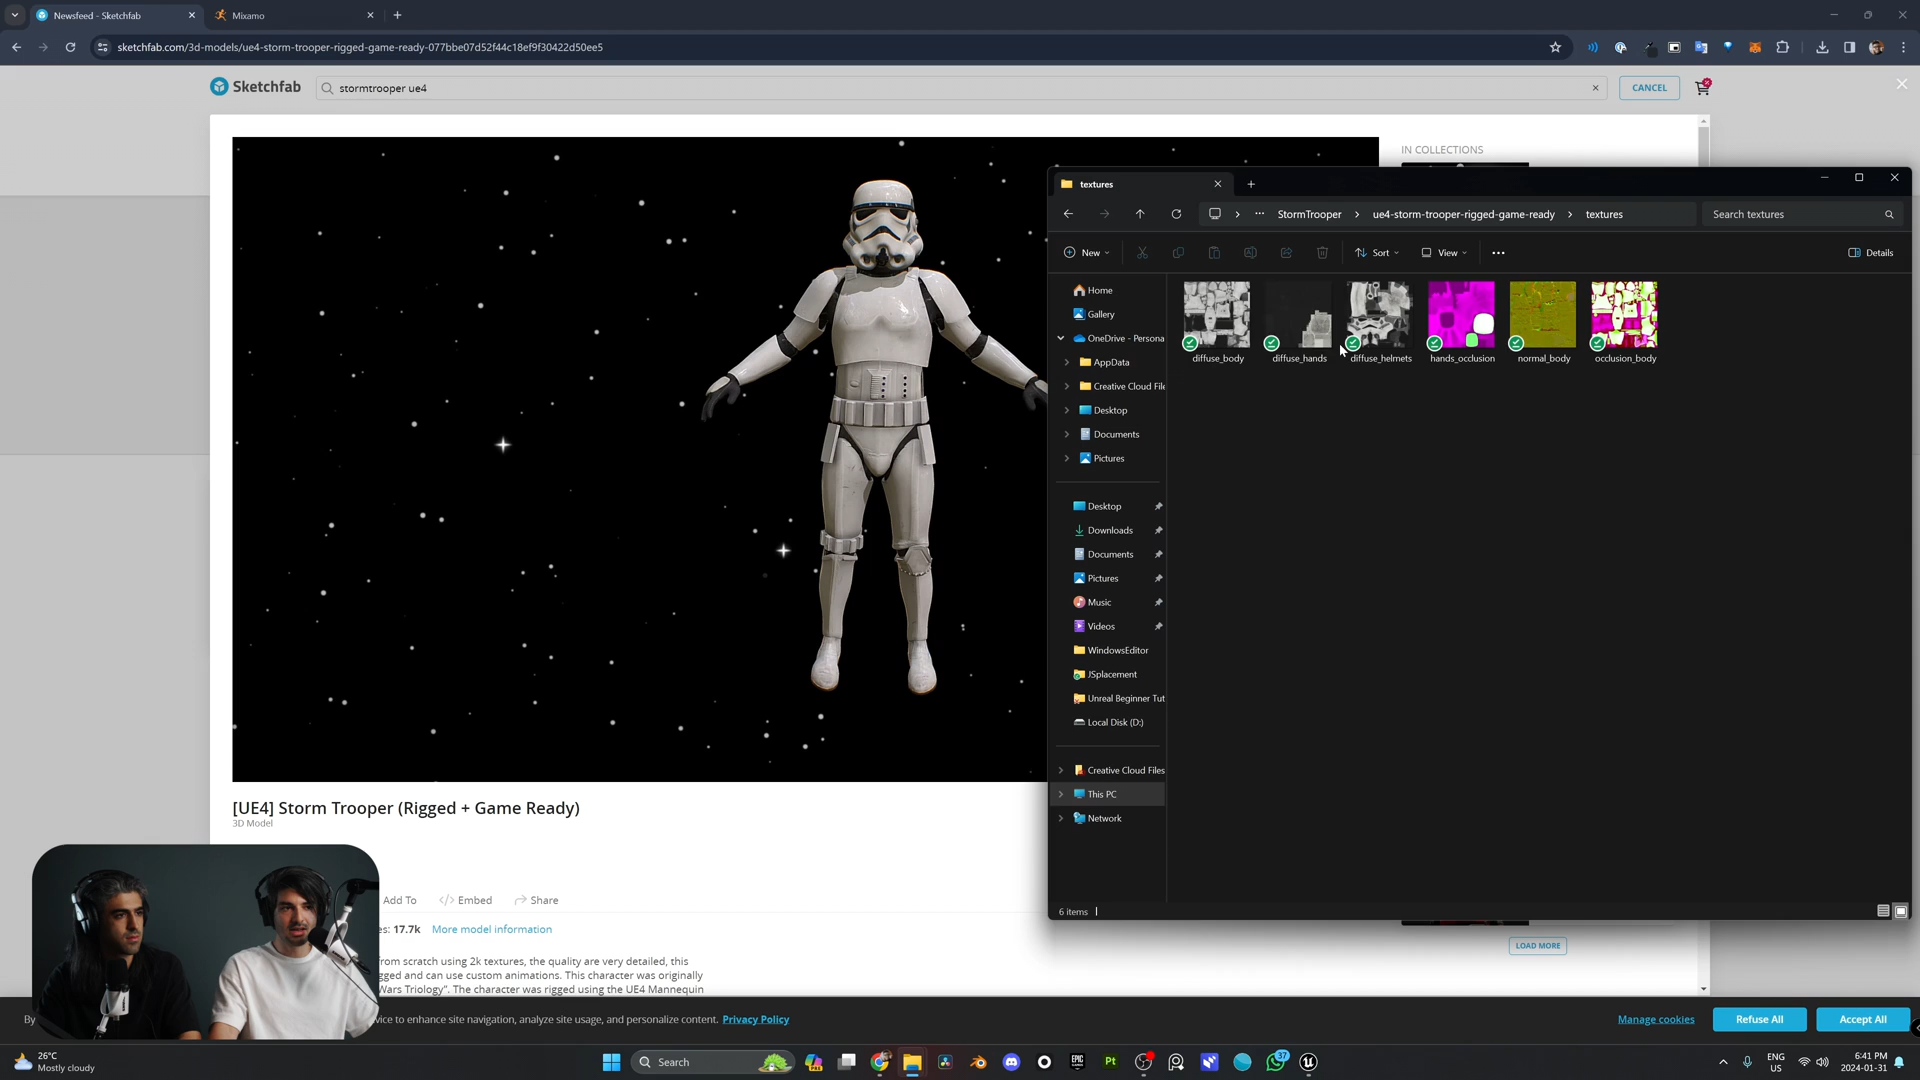 Newsfeed - Sketchfab
Mixamo
sketchfab.com/3d-models/ue4-storm-trooper-rigged-game-ready-077bbe07d52f44c18ef9f30422d50ee5
Sketchfab
stormtrooper ue4
CANCEL
IN COLLECTIONS
textures
StormTrooper
ue4-storm-trooper-rigged-game-ready
textures
Search textures
New
Sort
View
Details
Home
Gallery
OneDrive - Persona
AppData
Creative Cloud File
Desktop
Documents
Pictures
Desktop
Downloads
Documents
Pictures
Music
Videos
WindowsEditor
JSplacement
Unreal Beginner Tut
Local Disk (D:)
Creative Cloud Files
This PC
Network
diffuse_body
diffuse_hands
diffuse_helmets
hands_occlusion
normal_body
occlusion_body
6 items
[UE4] Storm Trooper (Rigged + Game Ready)
3D Model
Add To
Embed
Share
es: 17.7k
More model information
LOAD MORE
rom scratch using 2k textures, the quality are very detailed, this
gged and can use custom animations. This character was originally
Wars Triology". The character was rigged using the UE4 Mannequin
By
vice to enhance site navigation, analyze site usage, and personalize content. Privacy Policy
Manage cookies
Refuse All
Accept All
26°C
Mostly cloudy
Search
EPIC
Pt
37
ENG
US
6:41 PM
2024-01-31